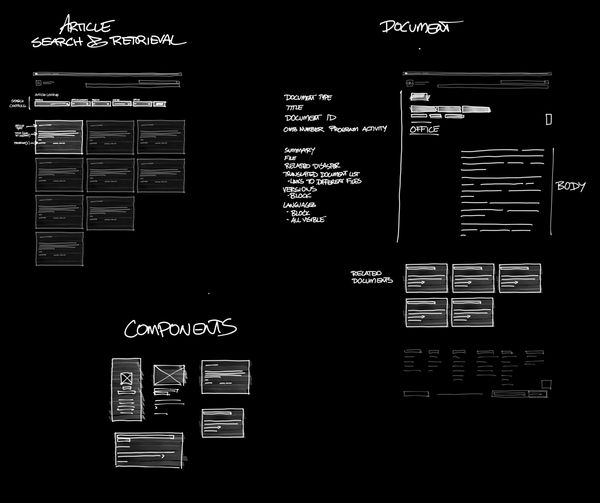 ARTICLE
SEARCH & RETRIEVAL
SEARCH
CONTROLS
DOCUMENT
DOCUMENT TYPE
TITLE
DOCUMENT ID
OMB NUMBER PROGRAM ACTIVITY
SUMMARY
FILE
RELATED DISASTER
TRANSLATED DOCUMENT LIST
- LINKS TO DIFFERENT FILES
VERSIONS
- BLOCK
LANGUAGES
- BLOCK
- ALL VISIBLE
OFFICE
BODY
RELATED
DOCUMENTS
COMPONENTS